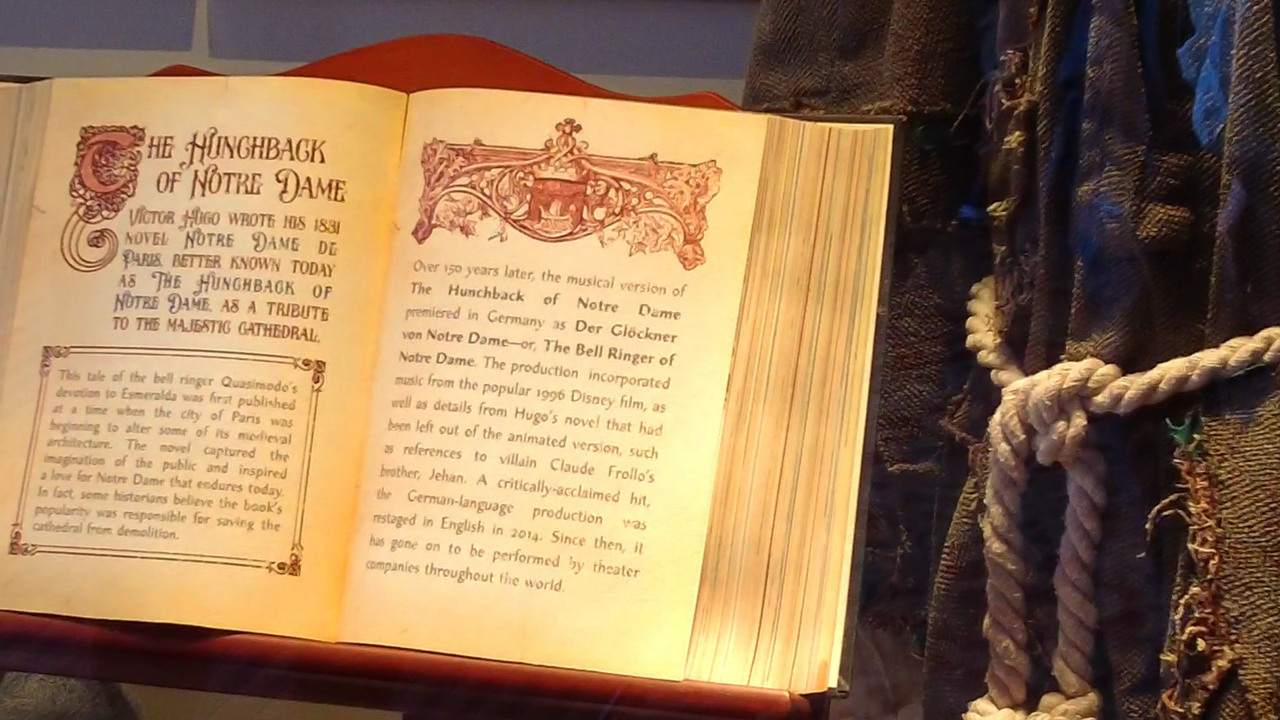 THE HUNCHBACK
OF NOTRE DAME
VICTOR HUGO WROTE HIS 1831
NOVEL NOTRE DAME DE
PARIS, BETTER KNOWN TODAY
AS THE HUNCHBACK OF
NOTRE DAME, AS A TRIBUTE
TO THE MAJESTIC CATHEDRAL.
This tale of the bell ringer Quasimodo's
devotion to Esmeralda was first published
at a time when the city of Paris was
beginning to alter some of its medieval
architecture. The novel captured the
imagination of the public and inspired
a love for Notre Dame that endures today.
In fact, some historians believe the book's
popularity was responsible for saving the
cathedral from demolition.
Over 150 years later, the musical version of
The Hunchback of Notre Dame
premiered in Germany as Der Glöckner
von Notre Dame—or, The Bell Ringer of
Notre Dame. The production incorporated
music from the popular 1996 Disney film, as
well as details from Hugo's novel that had
been left out of the animated version, such
as references to villain Claude Frollo's
brother, Jehan. A critically-acclaimed hit,
the German-language production was
restaged in English in 2014. Since then, it
has gone on to be performed by theater
companies throughout the world.